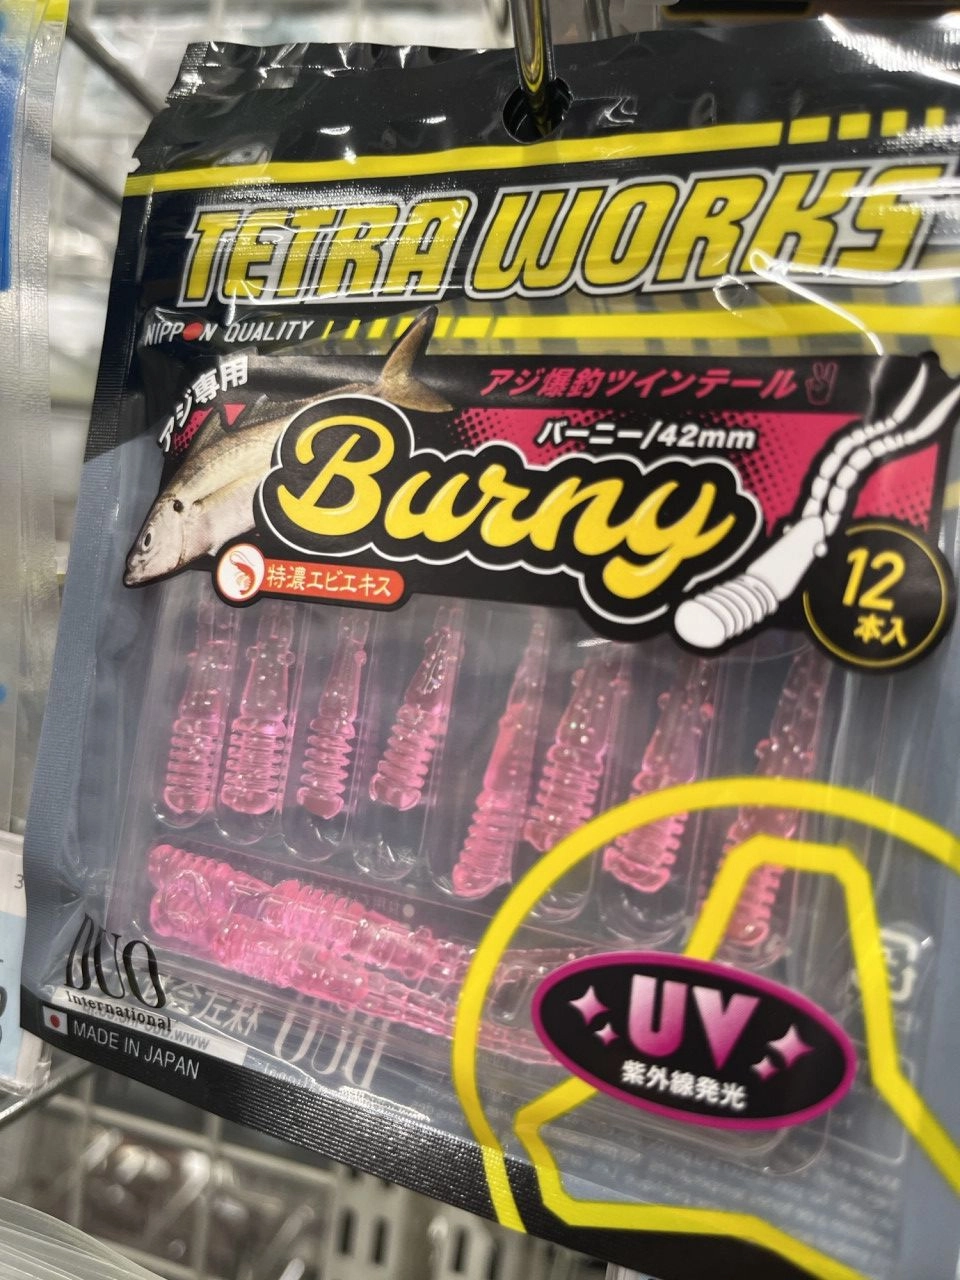 TETRA WORKS
NIPPON QUALITY
アジ専用
アジ爆釣ツインテール
バーニー/42mm
Burny
特濃エビエキス
12
本入
UV
紫外線発光
DUO
International
MADE IN JAPAN